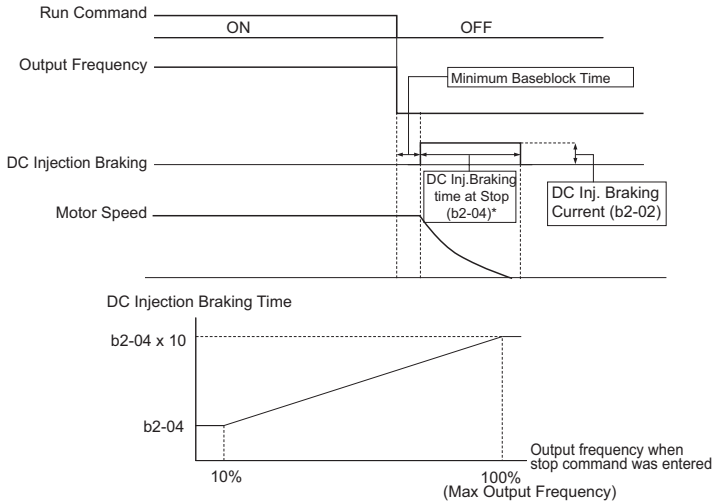 Run Command
ON
OFF
Output Frequency
Minimum Baseblock Time
DC Injection Braking
DC Inj.Braking
time at Stop
(b2-04)*
DC Inj. Braking
Current (b2-02)
Motor Speed
DC Injection Braking Time
b2-04 x 10
b2-04
10%
100%
(Max Output Frequency)
Output frequency when
stop command was entered